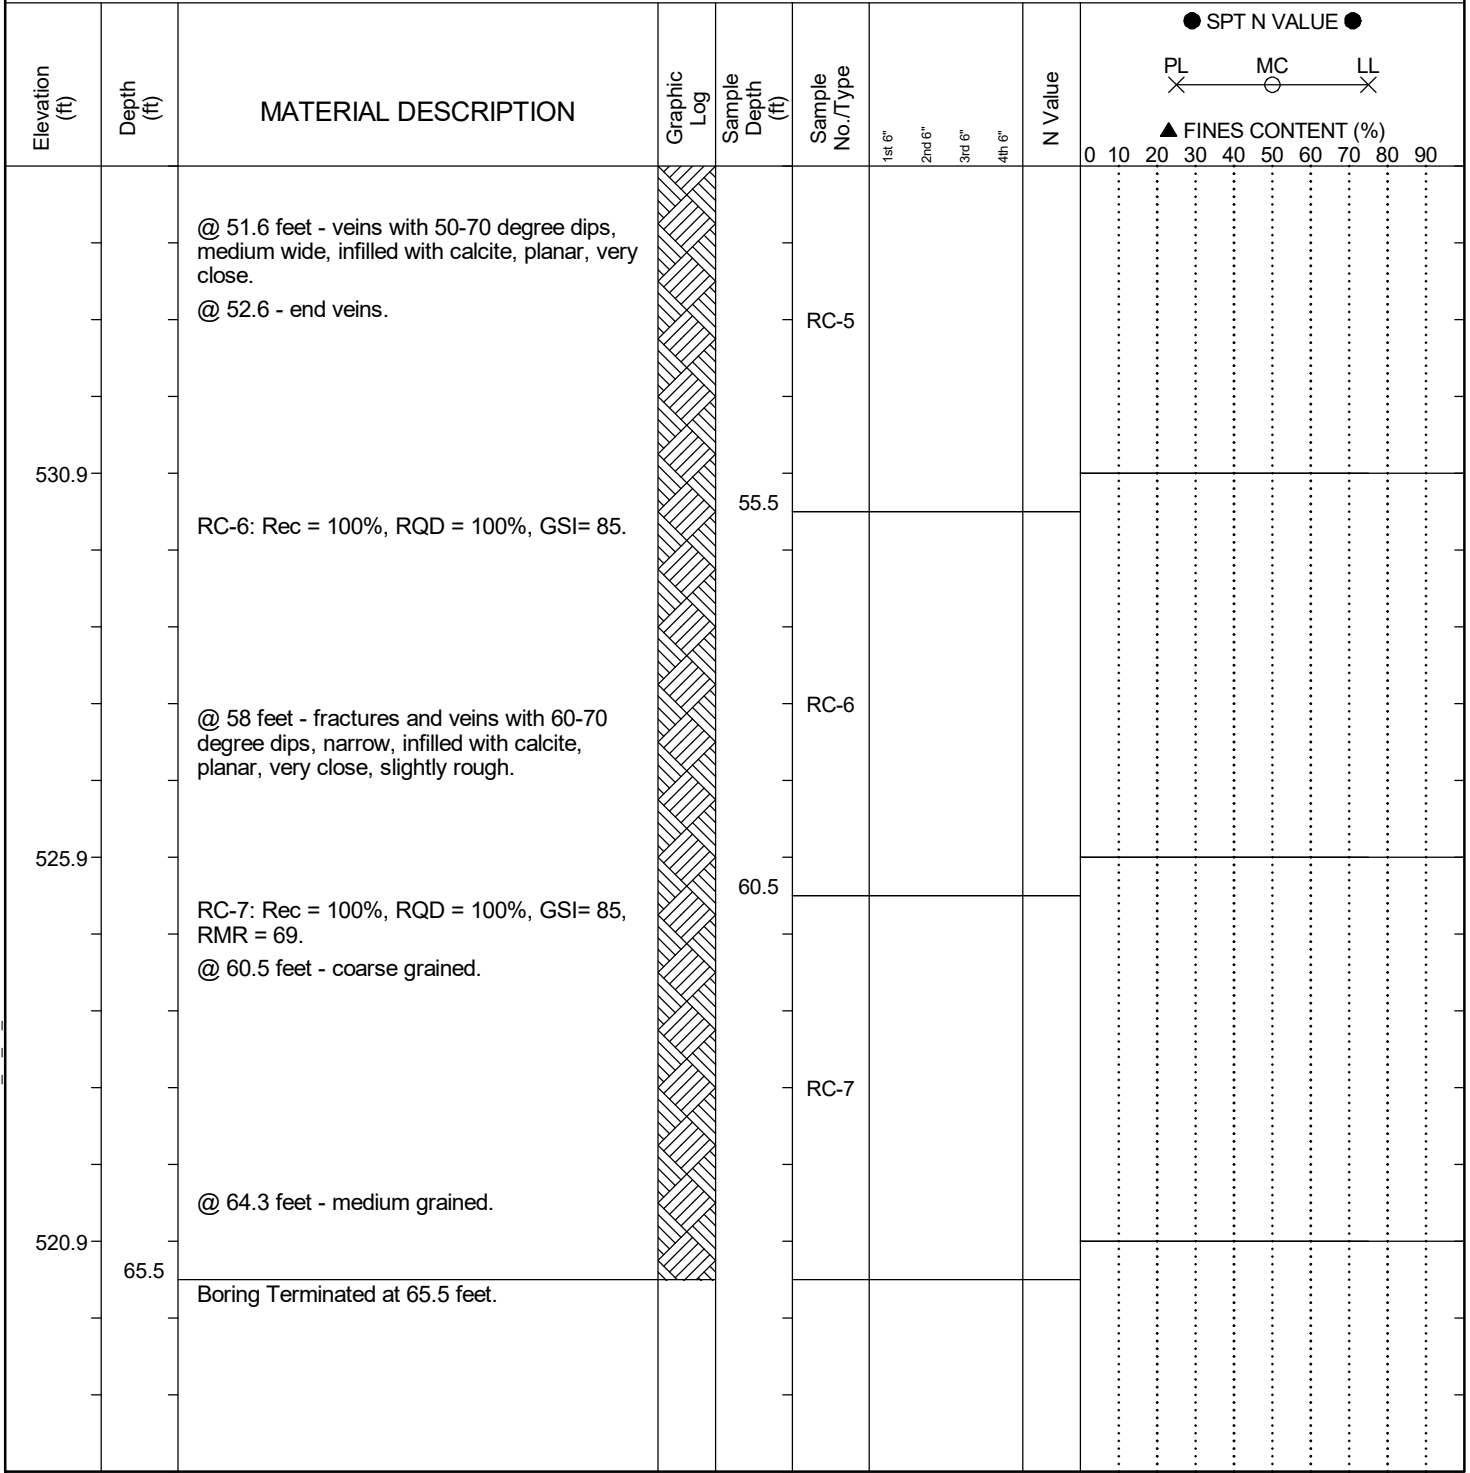 ● SPT N VALUE ●
PL MC LL
▲ FINES CONTENT (%)
0 10 20 30 40 50 60 70 80 90
Elevation
(ft)
Depth
(ft)
MATERIAL DESCRIPTION
Graphic
Log
Sample
Depth
(ft)
Sample
No./Type
1st 6"
2nd 6"
3rd 6"
4th 6"
N Value
@ 51.6 feet - veins with 50-70 degree dips,
medium wide, infilled with calcite, planar, very
close.
@ 52.6 - end veins.
RC-5
530.9
55.5
RC-6: Rec = 100%, RQD = 100%, GSI= 85.
RC-6
@ 58 feet - fractures and veins with 60-70
degree dips, narrow, infilled with calcite,
planar, very close, slightly rough.
525.9
60.5
RC-7: Rec = 100%, RQD = 100%, GSI= 85,
RMR = 69.
@ 60.5 feet - coarse grained.
RC-7
@ 64.3 feet - medium grained.
520.9
65.5
Boring Terminated at 65.5 feet.